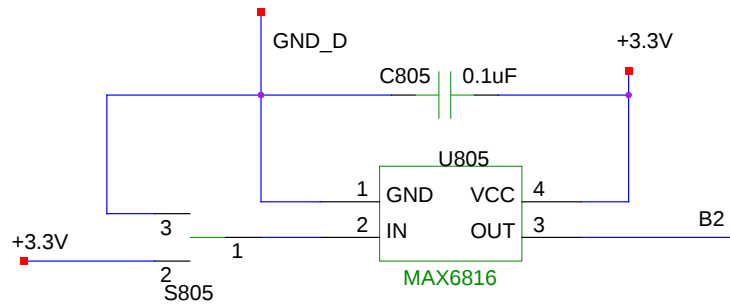 GND_D
+3.3V
C805
0.1uF
U805
1
GND
VCC
4
2
IN
OUT
3
B2
3
1
+3.3V
2
S805
MAX6816